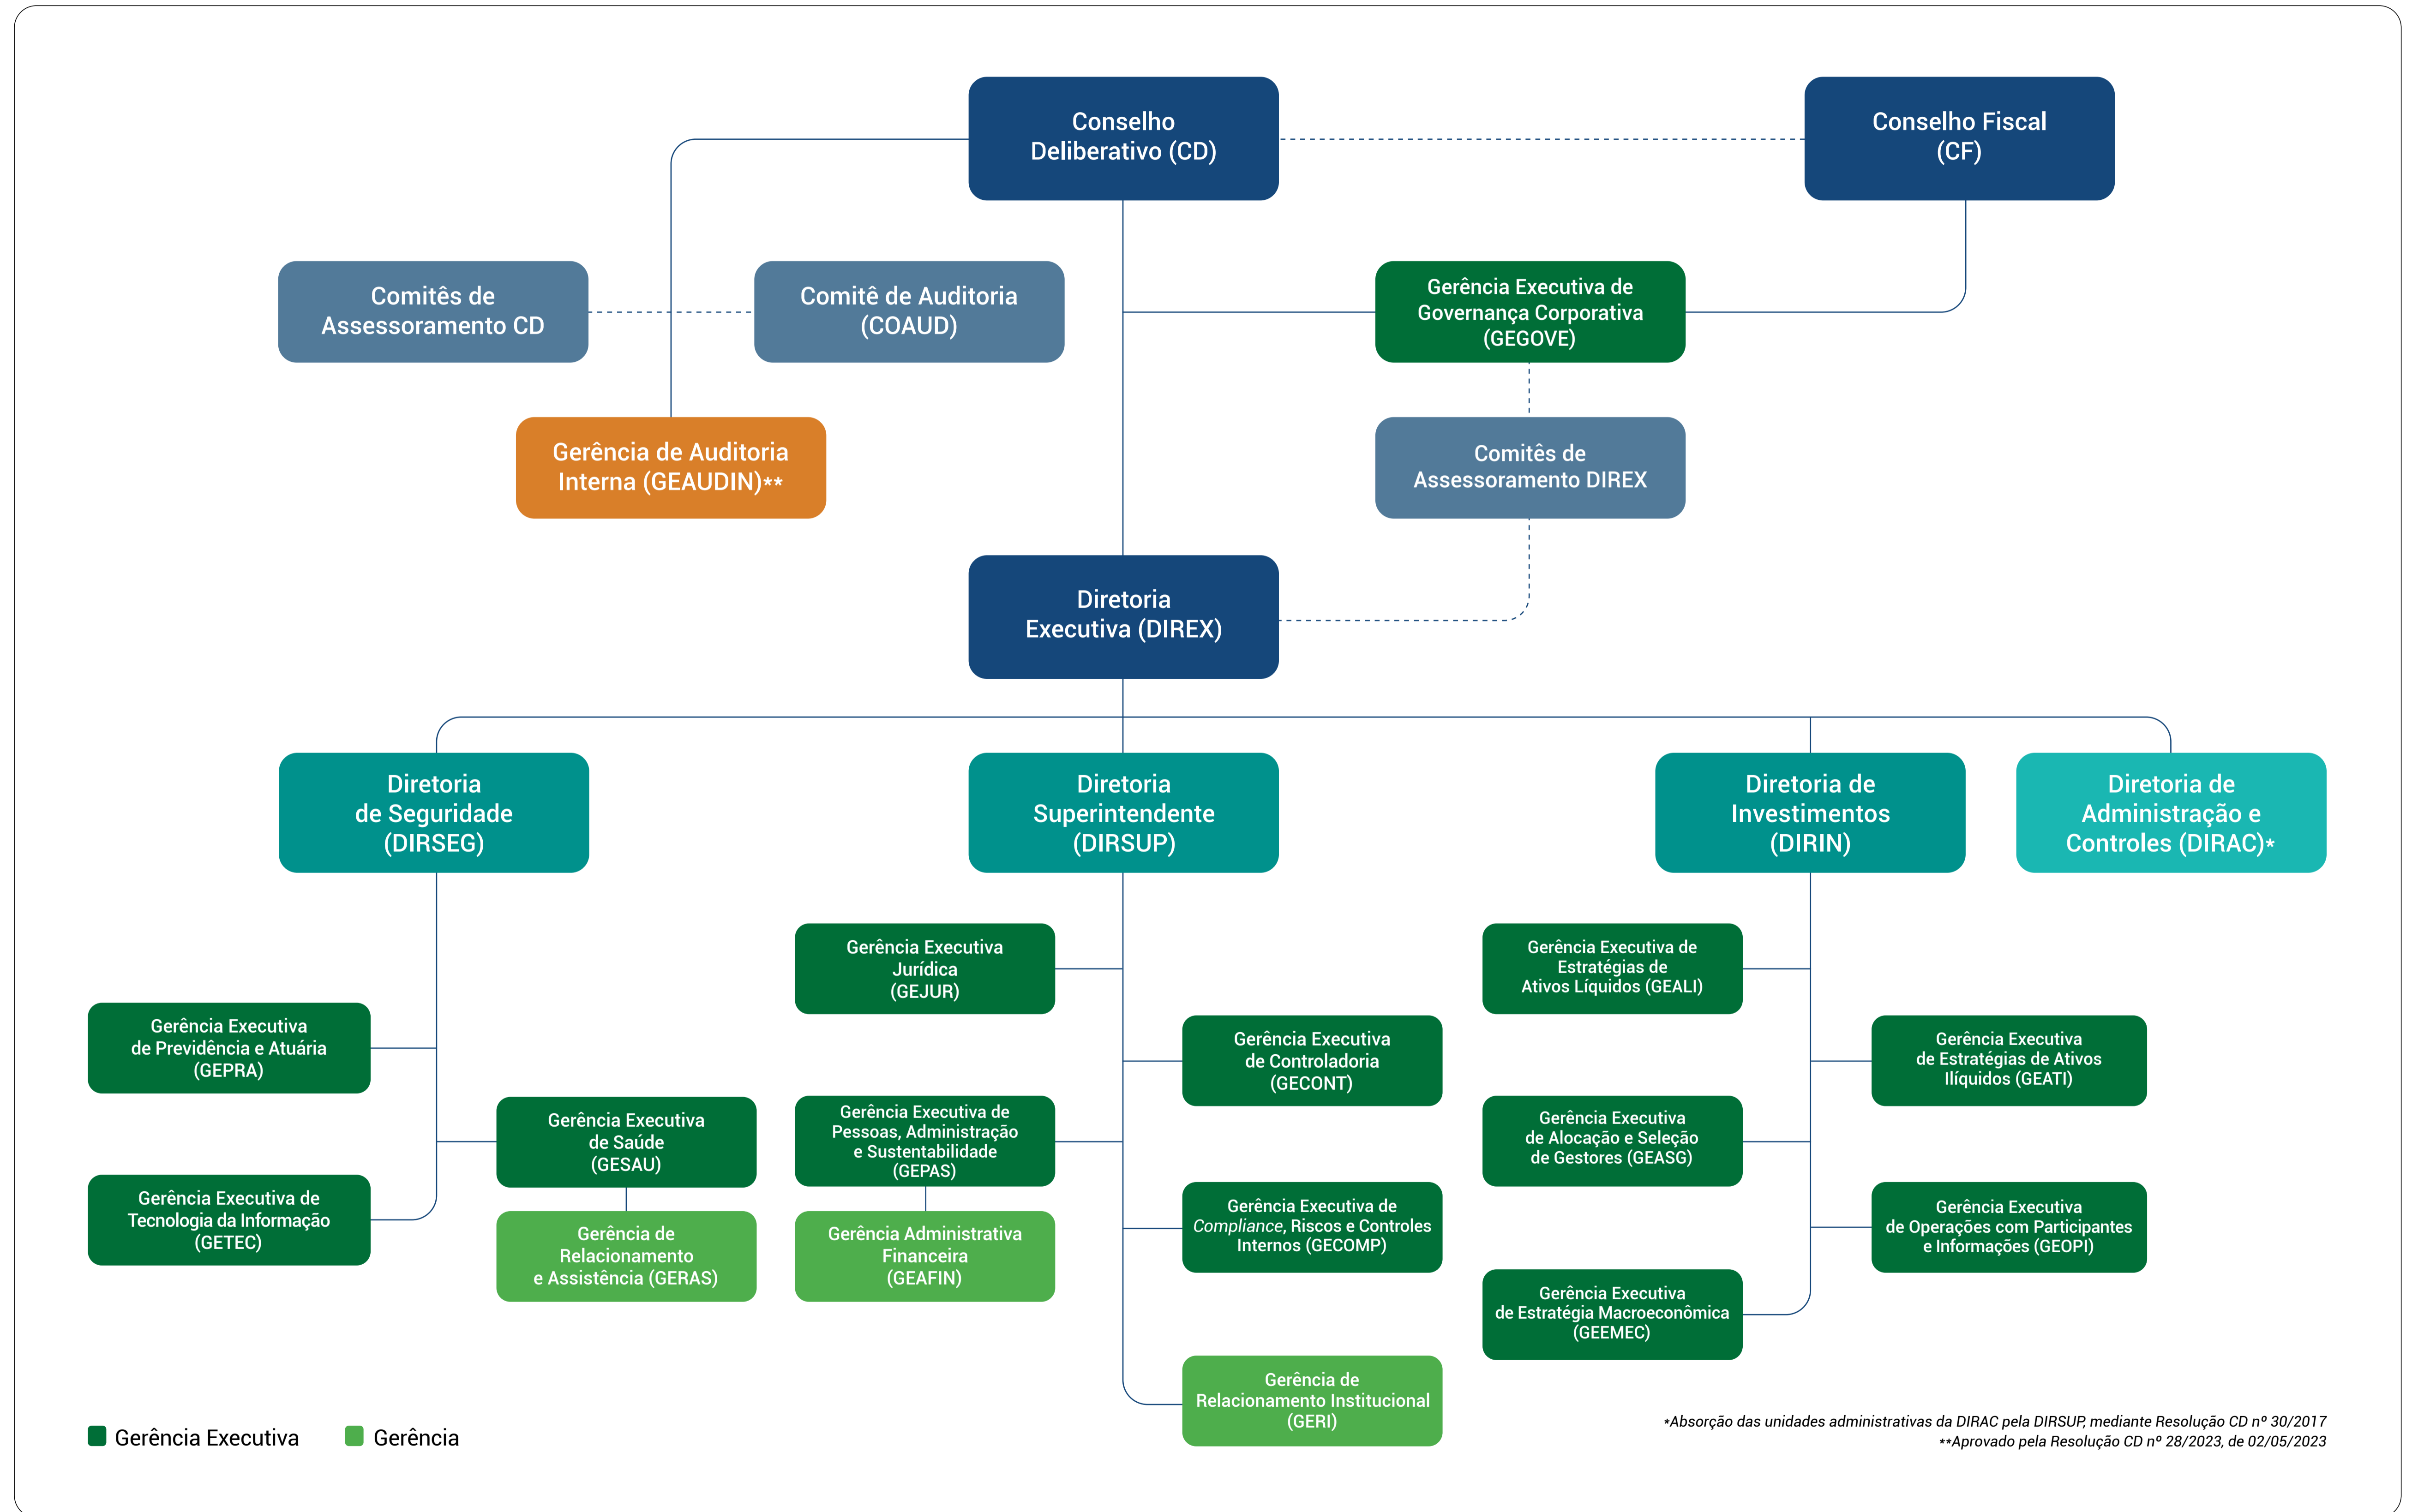 Conselho
Deliberativo (CD)
Conselho Fiscal
(CF)
Comitês de
Assessoramento CD
Comitê de Auditoria
(COAUD)
Gerência Executiva de
Governança Corporativa
(GEGOVE)
Gerência de Auditoria
Interna (GEAUDIN)**
Comitês de
Assessoramento DIREX
Diretoria
Executiva (DIREX)
Diretoria
de Seguridade
(DIRSEG)
Diretoria
Superintendente
(DIRSUP)
Diretoria de
Investimentos
(DIRIN)
Diretoria de
Administração e
Controles (DIRAC)*
Gerência Executiva
de Previdência e Atuária
(GEPRA)
Gerência Executiva
de Saúde
(GESAU)
Gerência Executiva de
Tecnologia da Informação
(GETEC)
Gerência de
Relacionamento
e Assistência (GERAS)
Gerência Executiva
Jurídica
(GEJUR)
Gerência Executiva
de Controladoria
(GECONT)
Gerência Executiva de
Pessoas, Administração
e Sustentabilidade
(GEPAS)
Gerência Executiva de
Compliance, Riscos e Controles
Internos (GECOMP)
Gerência Administrativa
Financeira
(GEAFIN)
Gerência de
Relacionamento Institucional
(GERI)
Gerência Executiva de
Estratégias de
Ativos Líquidos (GEALI)
Gerência Executiva
de Estratégias de Ativos
Ilíquidos (GEATI)
Gerência Executiva
de Alocação e Seleção
de Gestores (GEASG)
Gerência Executiva
de Operações com Participantes
e Informações (GEOPI)
Gerência Executiva
de Estratégia Macroeconômica
(GEEMEC)
Gerência Executiva
Gerência
*Absorção das unidades administrativas da DIRAC pela DIRSUP, mediante Resolução CD nº 30/2017
**Aprovado pela Resolução CD nº 28/2023, de 02/05/2023